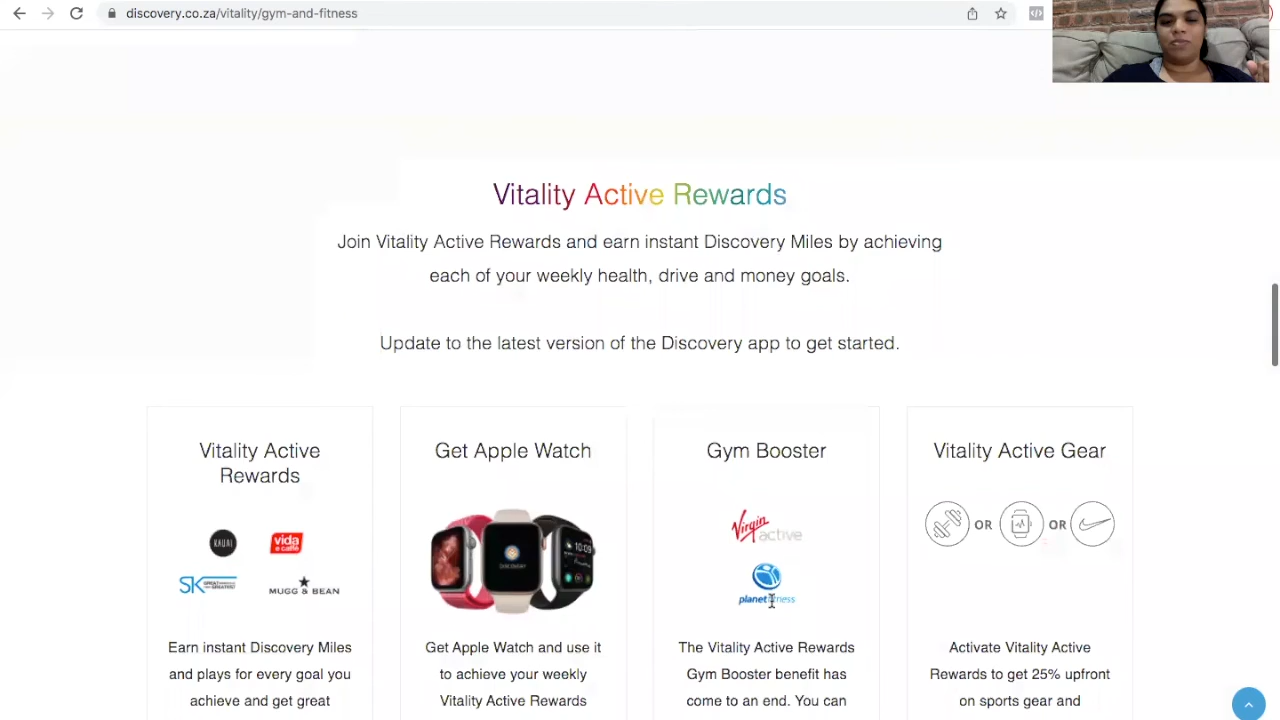 discovery.co.za/vitality/gym-and-fitness
Vitality Active Rewards
Join Vitality Active Rewards and earn instant Discovery Miles by achieving
each of your weekly health, drive and money goals.
Update to the latest version of the Discovery app to get started.
Vitality Active
Rewards
KAUAI
vida
e caffè
SK
MUGG & BEAN
Earn instant Discovery Miles
and plays for every goal you
achieve and get great
Get Apple Watch
10:09
DISCOVERY
Get Apple Watch and use it
to achieve your weekly
Vitality Active Rewards
Gym Booster
Virgin
active
planet fitness
The Vitality Active Rewards
Gym Booster benefit has
come to an end. You can
Vitality Active Gear
OR
OR
Activate Vitality Active
Rewards to get 25% upfront
on sports gear and